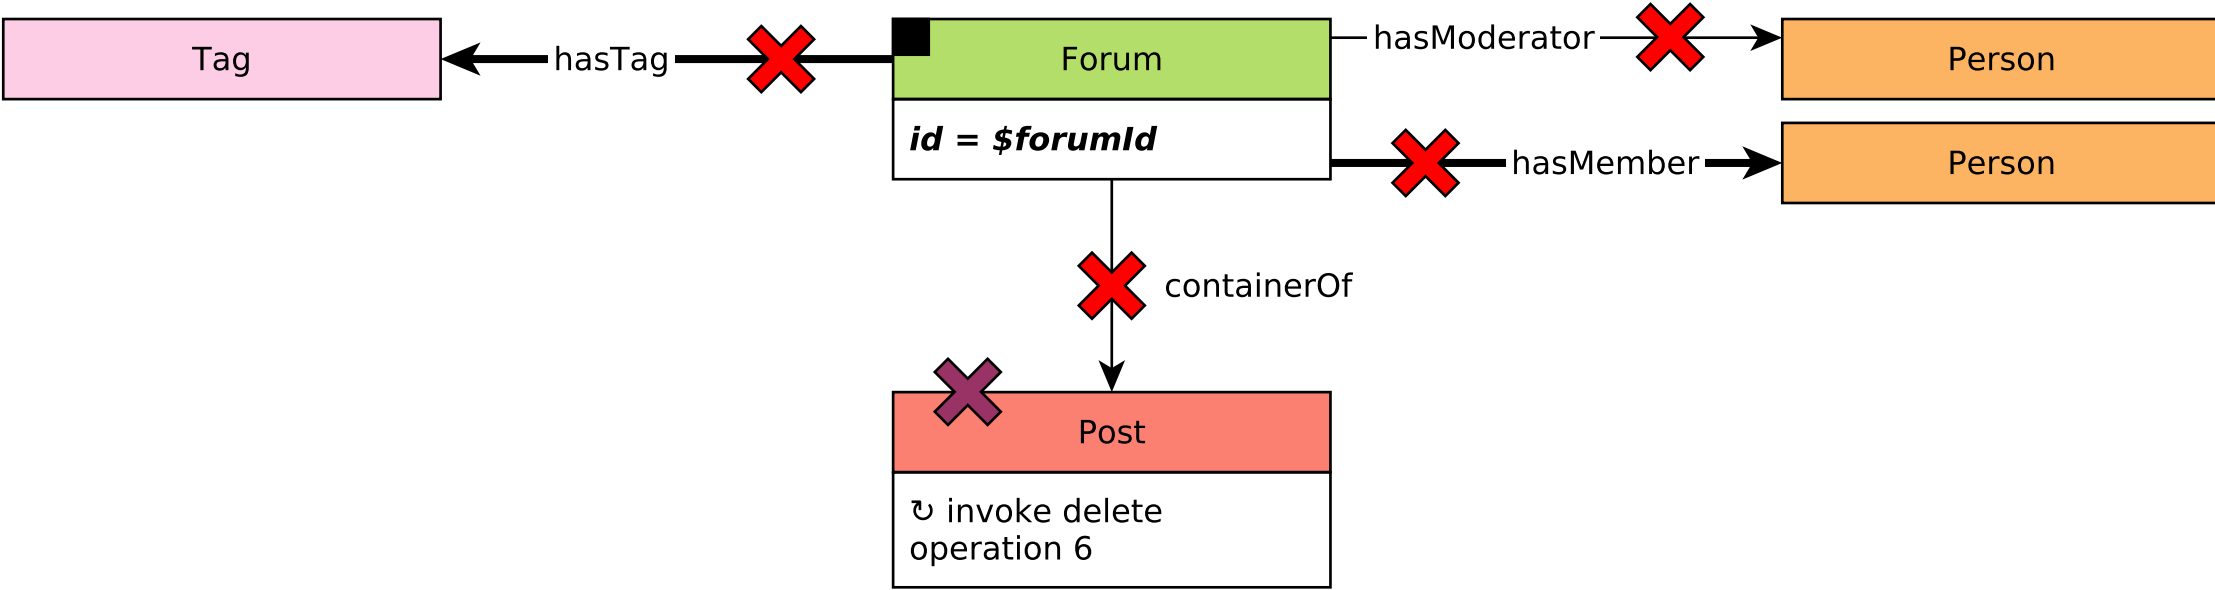 Tag
hasTag
Forum
hasModerator
Person
id = $forumId
hasMember
Person
containerOf
Post
↻ invoke delete
operation 6